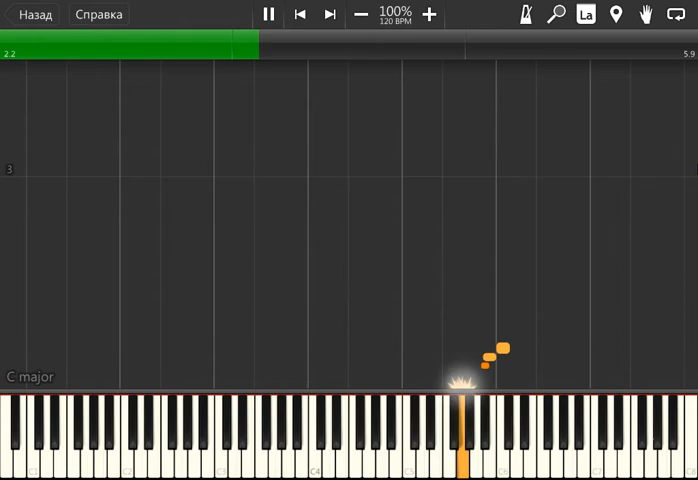 Назад
Справка
100%
120 BPM
La
2.2
5.9
3
C major
C1
C2
C3
C4
C5
C6
C7
C8